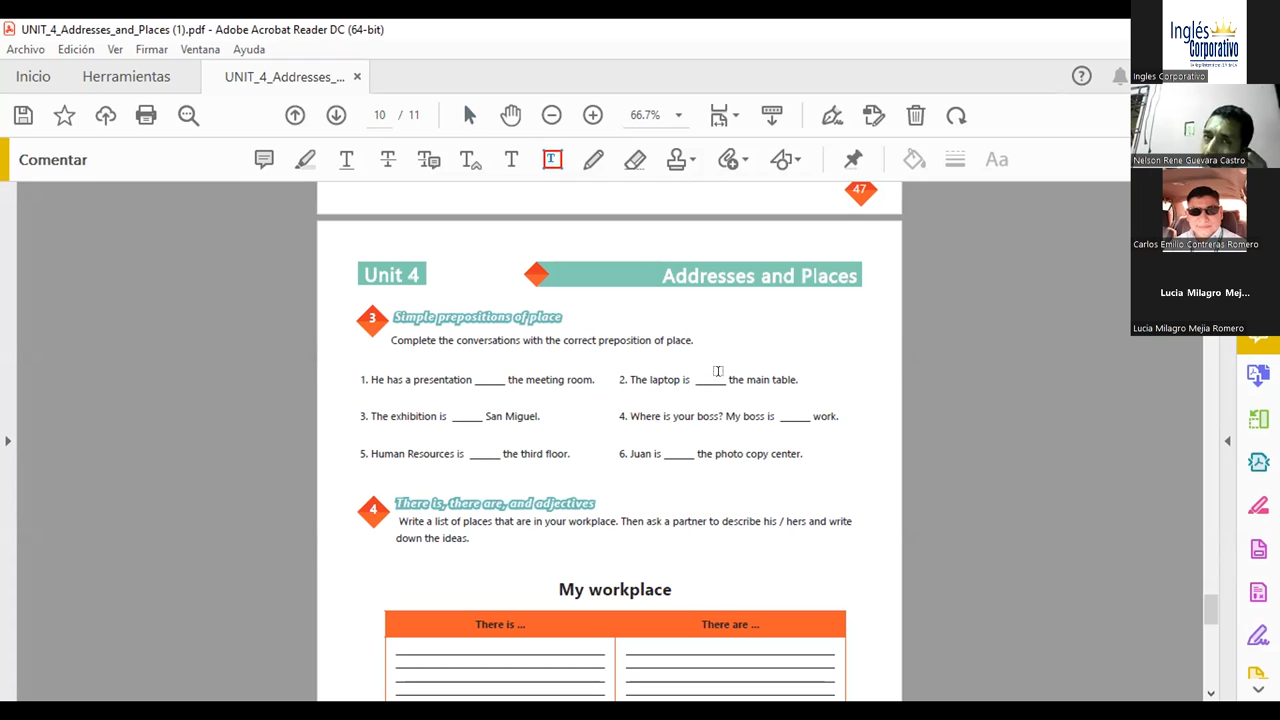 UNIT_4_Addresses_and_Places (1).pdf - Adobe Acrobat Reader DC (64-bit)
Archivo Edición Ver Firmar Ventana Ayuda
Inicio Herramientas UNIT_4_Addresses_... ×
10 / 11 66.7%
Comentar
47
Unit 4 Addresses and Places
3 Simple prepositions of place
Complete the conversations with the correct preposition of place.
1. He has a presentation _____ the meeting room. 2. The laptop is _____ the main table.
3. The exhibition is _____ San Miguel. 4. Where is your boss? My boss is _____ work.
5. Human Resources is _____ the third floor. 6. Juan is _____ the photo copy center.
4 There is, there are, and adjectives
Write a list of places that are in your workplace. Then ask a partner to describe his / hers and write
down the ideas.
My workplace
There is ... There are ...
Inglés
Corporativo
Ingles Corporativo
Nelson Rene Guevara Castro
Carlos Emilio Contreras Romero
Lucia Milagro Mej...
Lucia Milagro Mejia Romero